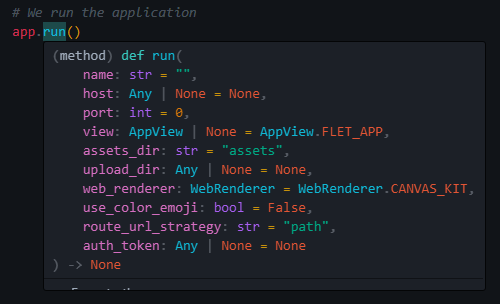 # We run the application
app.run()
(method) def run(
    name: str = "",
    host: Any | None = None,
    port: int = 0,
    view: AppView | None = AppView.FLET_APP,
    assets_dir: str = "assets",
    upload_dir: Any | None = None,
    web_renderer: WebRenderer = WebRenderer.CANVAS_KIT,
    use_color_emoji: bool = False,
    route_url_strategy: str = "path",
    auth_token: Any | None = None
) -> None